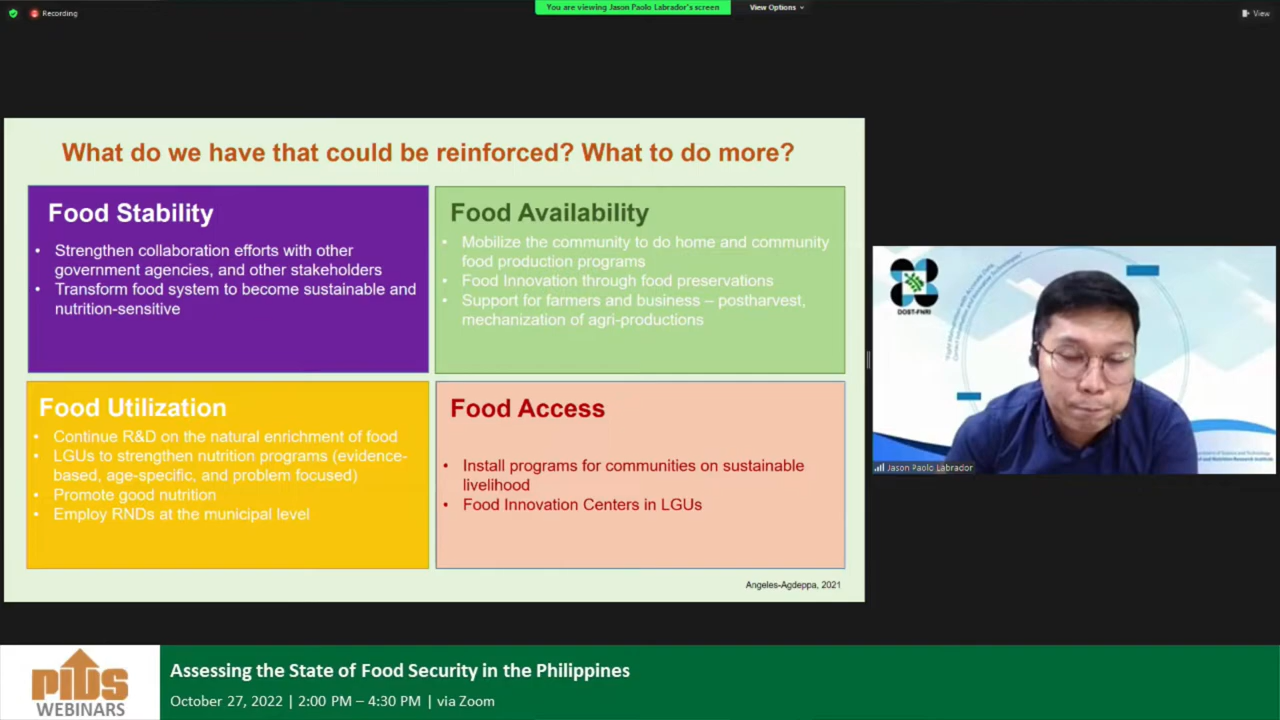 Recording
You are viewing Jason Paolo Labrador's screen
View Options
View
What do we have that could be reinforced? What to do more?
Food Stability
• Strengthen collaboration efforts with other
government agencies, and other stakeholders
• Transform food system to become sustainable and
nutrition-sensitive
Food Availability
• Mobilize the community to do home and community
food production programs
• Food Innovation through food preservations
• Support for farmers and business – postharvest,
mechanization of agri-productions
Food Utilization
• Continue R&D on the natural enrichment of food
• LGUs to strengthen nutrition programs (evidence-
based, age-specific, and problem focused)
• Promote good nutrition
• Employ RNDs at the municipal level
Food Access
• Install programs for communities on sustainable
livelihood
• Food Innovation Centers in LGUs
Angeles-Agdeppa, 2021
DOST-FNRI
Jason Paolo Labrador
PIDS
WEBINARS
Assessing the State of Food Security in the Philippines
October 27, 2022 | 2:00 PM – 4:30 PM | via Zoom